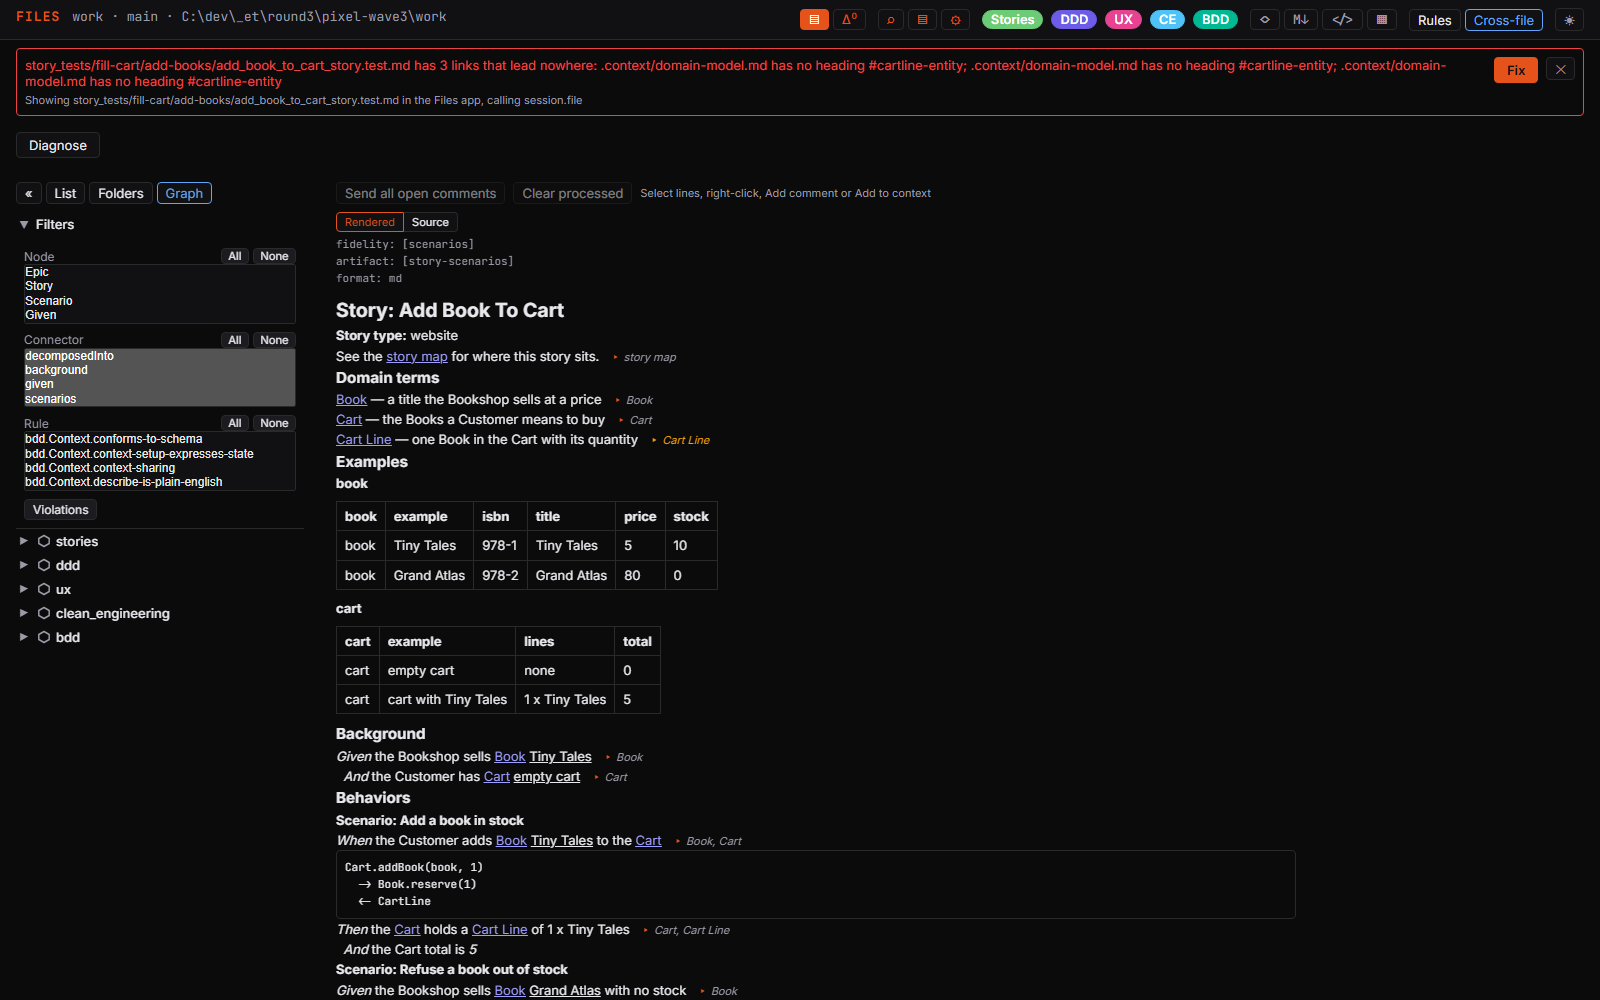 FILES work · main · C:\dev\_et\round3\pixel-wave3\work
Δ⁰ Stories DDD UX CE BDD M↓ </> Rules Cross-file
story_tests/fill-cart/add-books/add_book_to_cart_story.test.md has 3 links that lead nowhere: .context/domain-model.md has no heading #cartline-entity; .context/domain-model.md has no heading #cartline-entity; .context/domain-
model.md has no heading #cartline-entity
Showing story_tests/fill-cart/add-books/add_book_to_cart_story.test.md in the Files app, calling session.file
Fix
Diagnose
« List Folders Graph
Filters
Node All None
Epic
Story
Scenario
Given
Connector All None
decomposedInto
background
given
scenarios
Rule All None
bdd.Context.conforms-to-schema
bdd.Context.context-setup-expresses-state
bdd.Context.context-sharing
bdd.Context.describe-is-plain-english
Violations
stories
ddd
ux
clean_engineering
bdd
Send all open comments Clear processed Select lines, right-click, Add comment or Add to context
Rendered Source
fidelity: [scenarios]
artifact: [story-scenarios]
format: md
Story: Add Book To Cart
Story type: website
See the story map for where this story sits. story map
Domain terms
Book — a title the Bookshop sells at a price Book
Cart — the Books a Customer means to buy Cart
Cart Line — one Book in the Cart with its quantity Cart Line
Examples
book
book example isbn title price stock
book Tiny Tales 978-1 Tiny Tales 5 10
book Grand Atlas 978-2 Grand Atlas 80 0
cart
cart example lines total
cart empty cart none 0
cart cart with Tiny Tales 1 x Tiny Tales 5
Background
Given the Bookshop sells Book Tiny Tales Book
And the Customer has Cart empty cart Cart
Behaviors
Scenario: Add a book in stock
When the Customer adds Book Tiny Tales to the Cart Book, Cart
Cart.addBook(book, 1)
-> Book.reserve(1)
<- CartLine
Then the Cart holds a Cart Line of 1 x Tiny Tales Cart, Cart Line
And the Cart total is 5
Scenario: Refuse a book out of stock
Given the Bookshop sells Book Grand Atlas with no stock Book